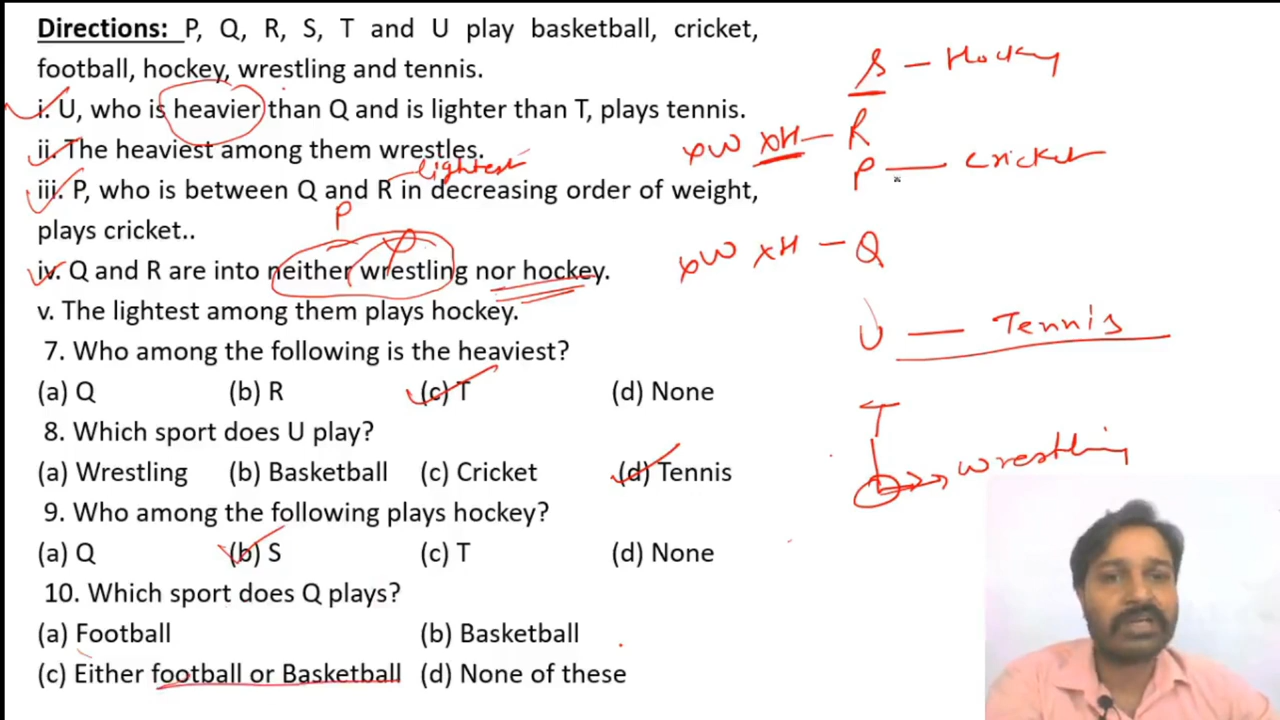 Directions: P, Q, R, S, T and U play basketball, cricket,
football, hockey, wrestling and tennis.
i. U, who is heavier than Q and is lighter than T, plays tennis.
ii. The heaviest among them wrestles.
lightest
iii. P, who is between Q and R in decreasing order of weight,
plays cricket..
P
iv. Q and R are into neither wrestling nor hockey.
v. The lightest among them plays hockey.
7. Who among the following is the heaviest?
(a) Q (b) R (c) T (d) None
8. Which sport does U play?
(a) Wrestling (b) Basketball (c) Cricket (d) Tennis
9. Who among the following plays hockey?
(a) Q (b) S (c) T (d) None
10. Which sport does Q plays?
(a) Football (b) Basketball
(c) Either football or Basketball (d) None of these
S – Hockey
xW xH – R
P — Cricket
xW xH – Q
U — Tennis
T
wrestling